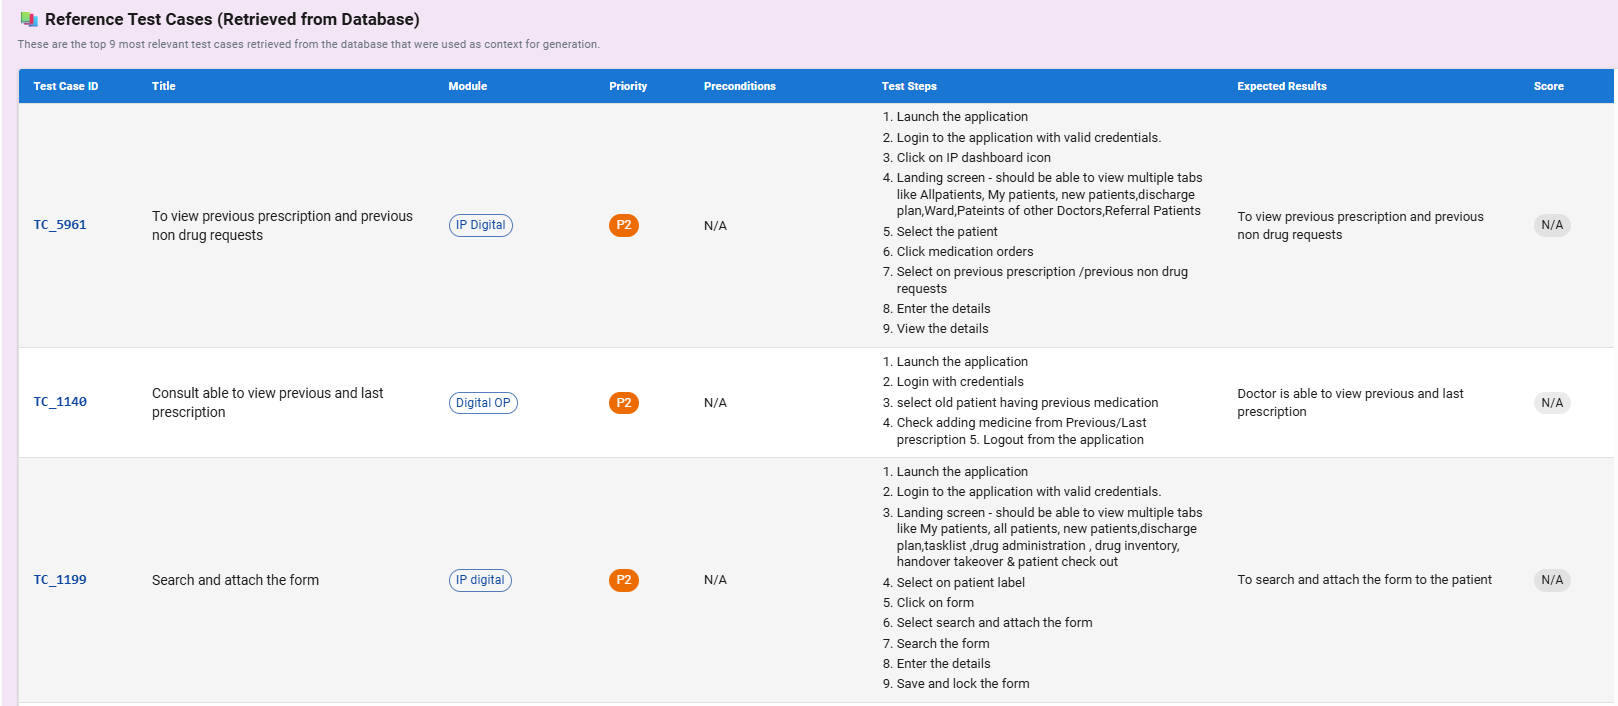 Reference Test Cases (Retrieved from Database)
These are the top 9 most relevant test cases retrieved from the database that were used as context for generation.
Test Case ID Title Module Priority Preconditions Test Steps Expected Results Score
TC_5961
To view previous prescription and previous
non drug requests
IP Digital
P2
N/A
1. Launch the application
2. Login to the application with valid credentials.
3. Click on IP dashboard icon
4. Landing screen - should be able to view multiple tabs
like Allpatients, My patients, new patients,discharge
plan,Ward,Pateints of other Doctors,Referral Patients
5. Select the patient
6. Click medication orders
7. Select on previous prescription /previous non drug
requests
8. Enter the details
9. View the details
To view previous prescription and previous
non drug requests
N/A
TC_1140
Consult able to view previous and last
prescription
Digital OP
P2
N/A
1. Launch the application
2. Login with credentials
3. select old patient having previous medication
4. Check adding medicine from Previous/Last
prescription 5. Logout from the application
Doctor is able to view previous and last
prescription
N/A
TC_1199
Search and attach the form
IP digital
P2
N/A
1. Launch the application
2. Login to the application with valid credentials.
3. Landing screen - should be able to view multiple tabs
like My patients, all patients, new patients,discharge
plan,tasklist ,drug administration , drug inventory,
handover takeover & patient check out
4. Select on patient label
5. Click on form
6. Select search and attach the form
7. Search the form
8. Enter the details
9. Save and lock the form
To search and attach the form to the patient
N/A